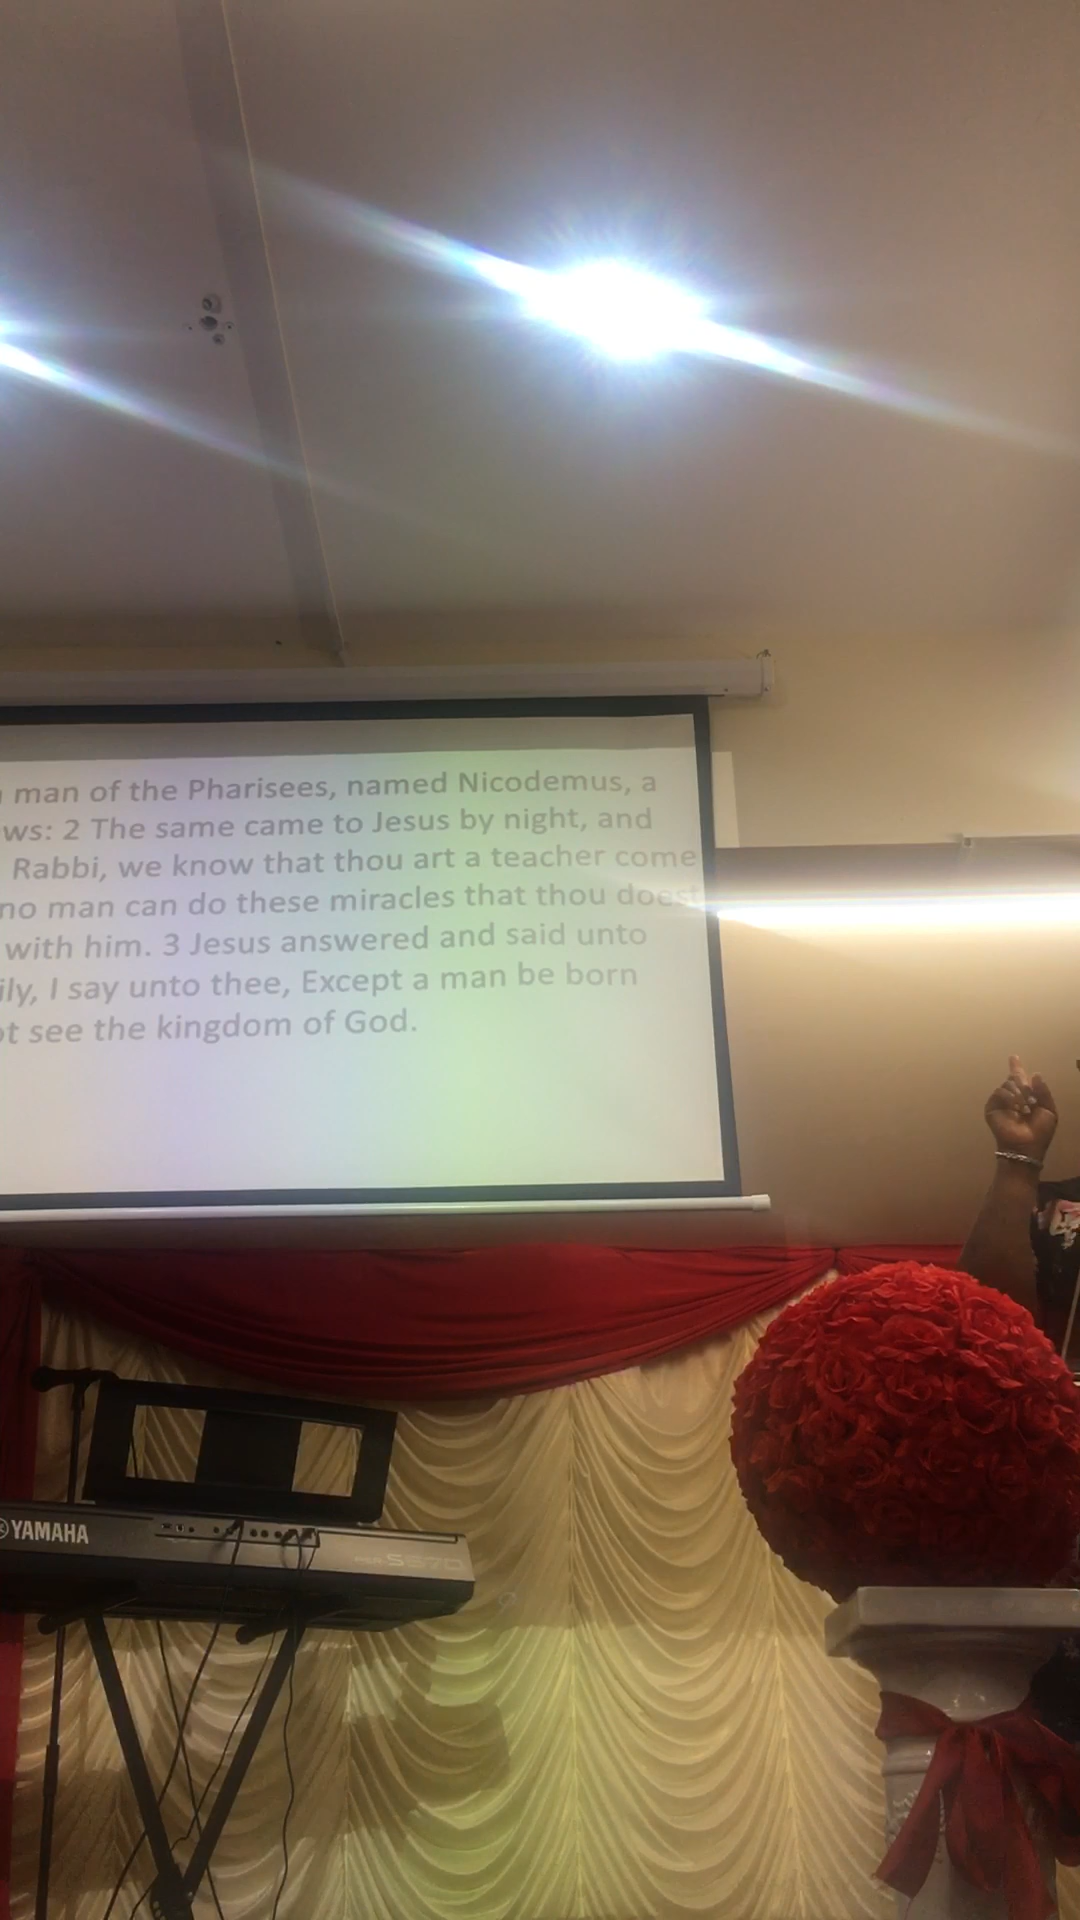 man of the Pharisees, named Nicodemus, a
ws: 2 The same came to Jesus by night, and
Rabbi, we know that thou art a teacher come
no man can do these miracles that thou doest
with him. 3 Jesus answered and said unto
ily, I say unto thee, Except a man be born
ot see the kingdom of God.
YAMAHA
S670